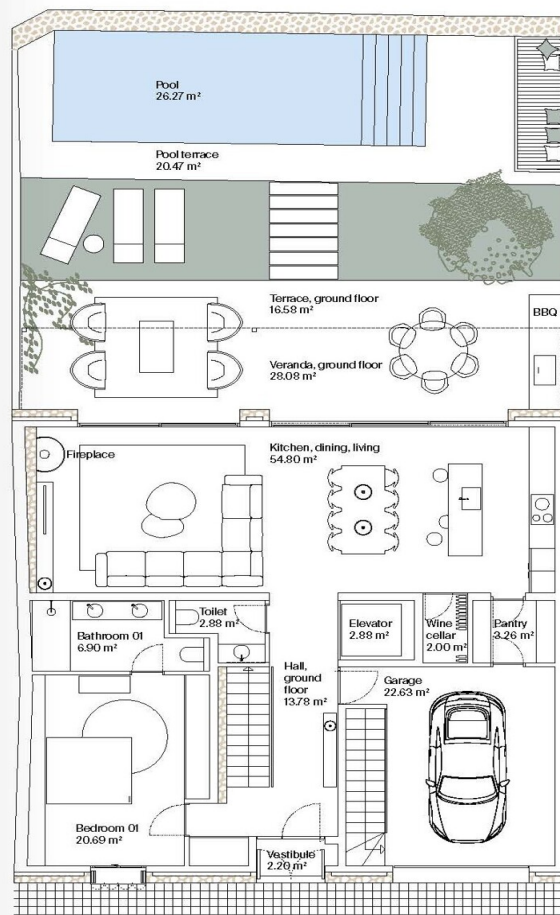 Pool
26.27 m²
Pool terrace
20.47 m²
Terrace, ground floor
16.58 m²
BBQ
Veranda, ground floor
28.08 m²
Kitchen, dining, living
54.80 m²
Fireplace
Toilet
2.88 m²
Elevator
2.88 m²
Wine
cellar
2.00 m²
Pantry
3.26 m²
Bathroom 01
6.90 m²
Hall,
ground
floor
13.78 m²
Garage
22.63 m²
Bedroom 01
20.69 m²
Vestibule
2.20 m²